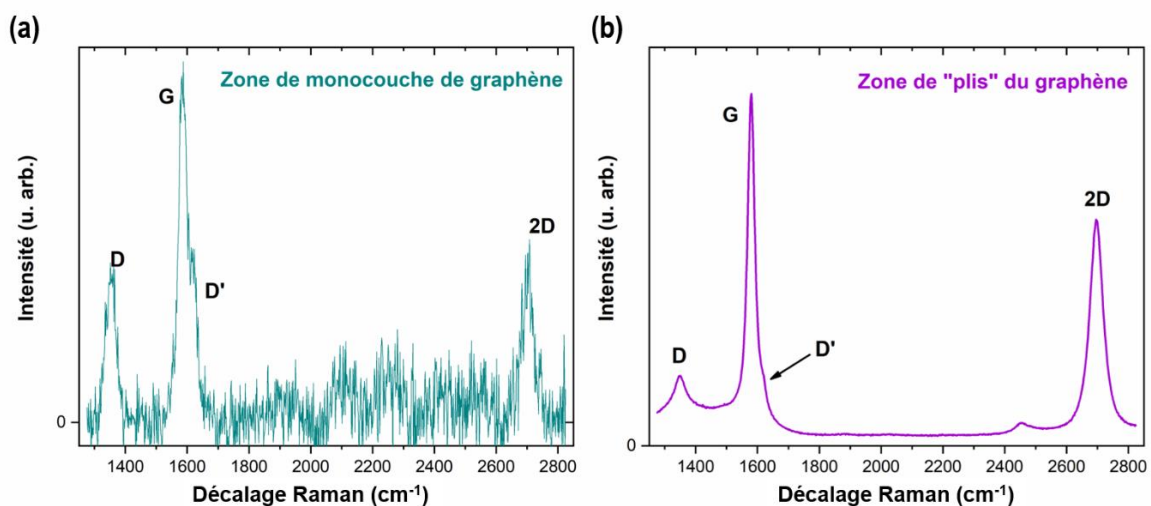 (a)
Zone de monocouche de graphène
G
D
D'
2D
Intensité (u. arb.)
0
1400 1600 1800 2000 2200 2400 2600 2800
Décalage Raman (cm⁻¹)
(b)
Zone de "plis" du graphène
G
2D
D
D'
Intensité (u. arb.)
0
1400 1600 1800 2000 2200 2400 2600 2800
Décalage Raman (cm⁻¹)